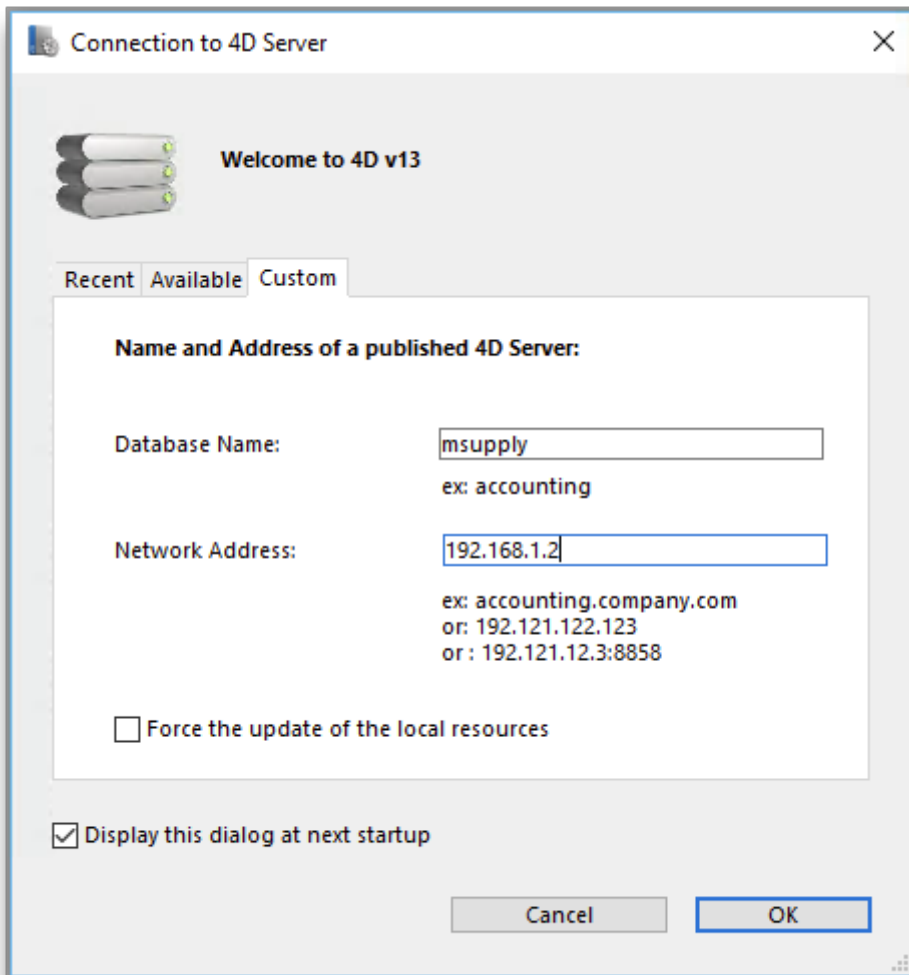 Connection to 4D Server
Welcome to 4D v13
Recent Available Custom
Name and Address of a published 4D Server:
Database Name: msupply
ex: accounting
Network Address: 192.168.1.2
ex: accounting.company.com
or: 192.121.122.123
or : 192.121.12.3:8858
Force the update of the local resources
Display this dialog at next startup
Cancel OK